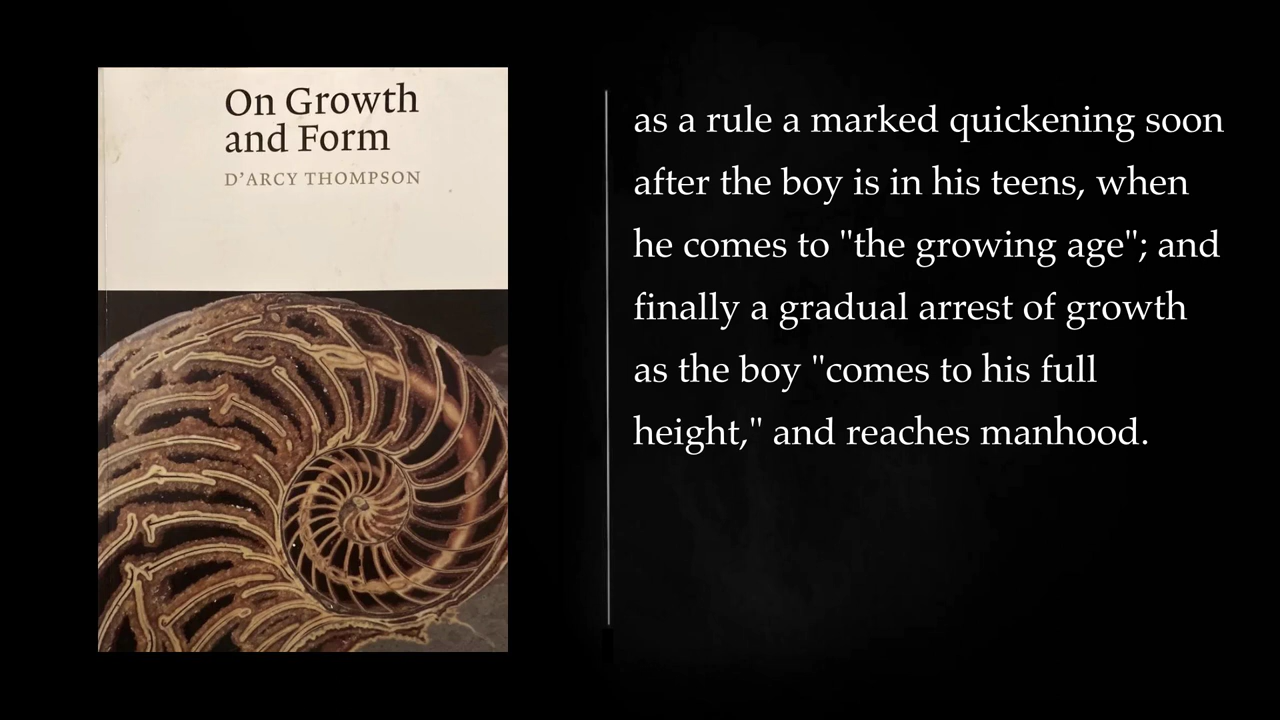 On Growth
and Form
D'ARCY THOMPSON
as a rule a marked quickening soon
after the boy is in his teens, when
he comes to "the growing age"; and
finally a gradual arrest of growth
as the boy "comes to his full
height," and reaches manhood.